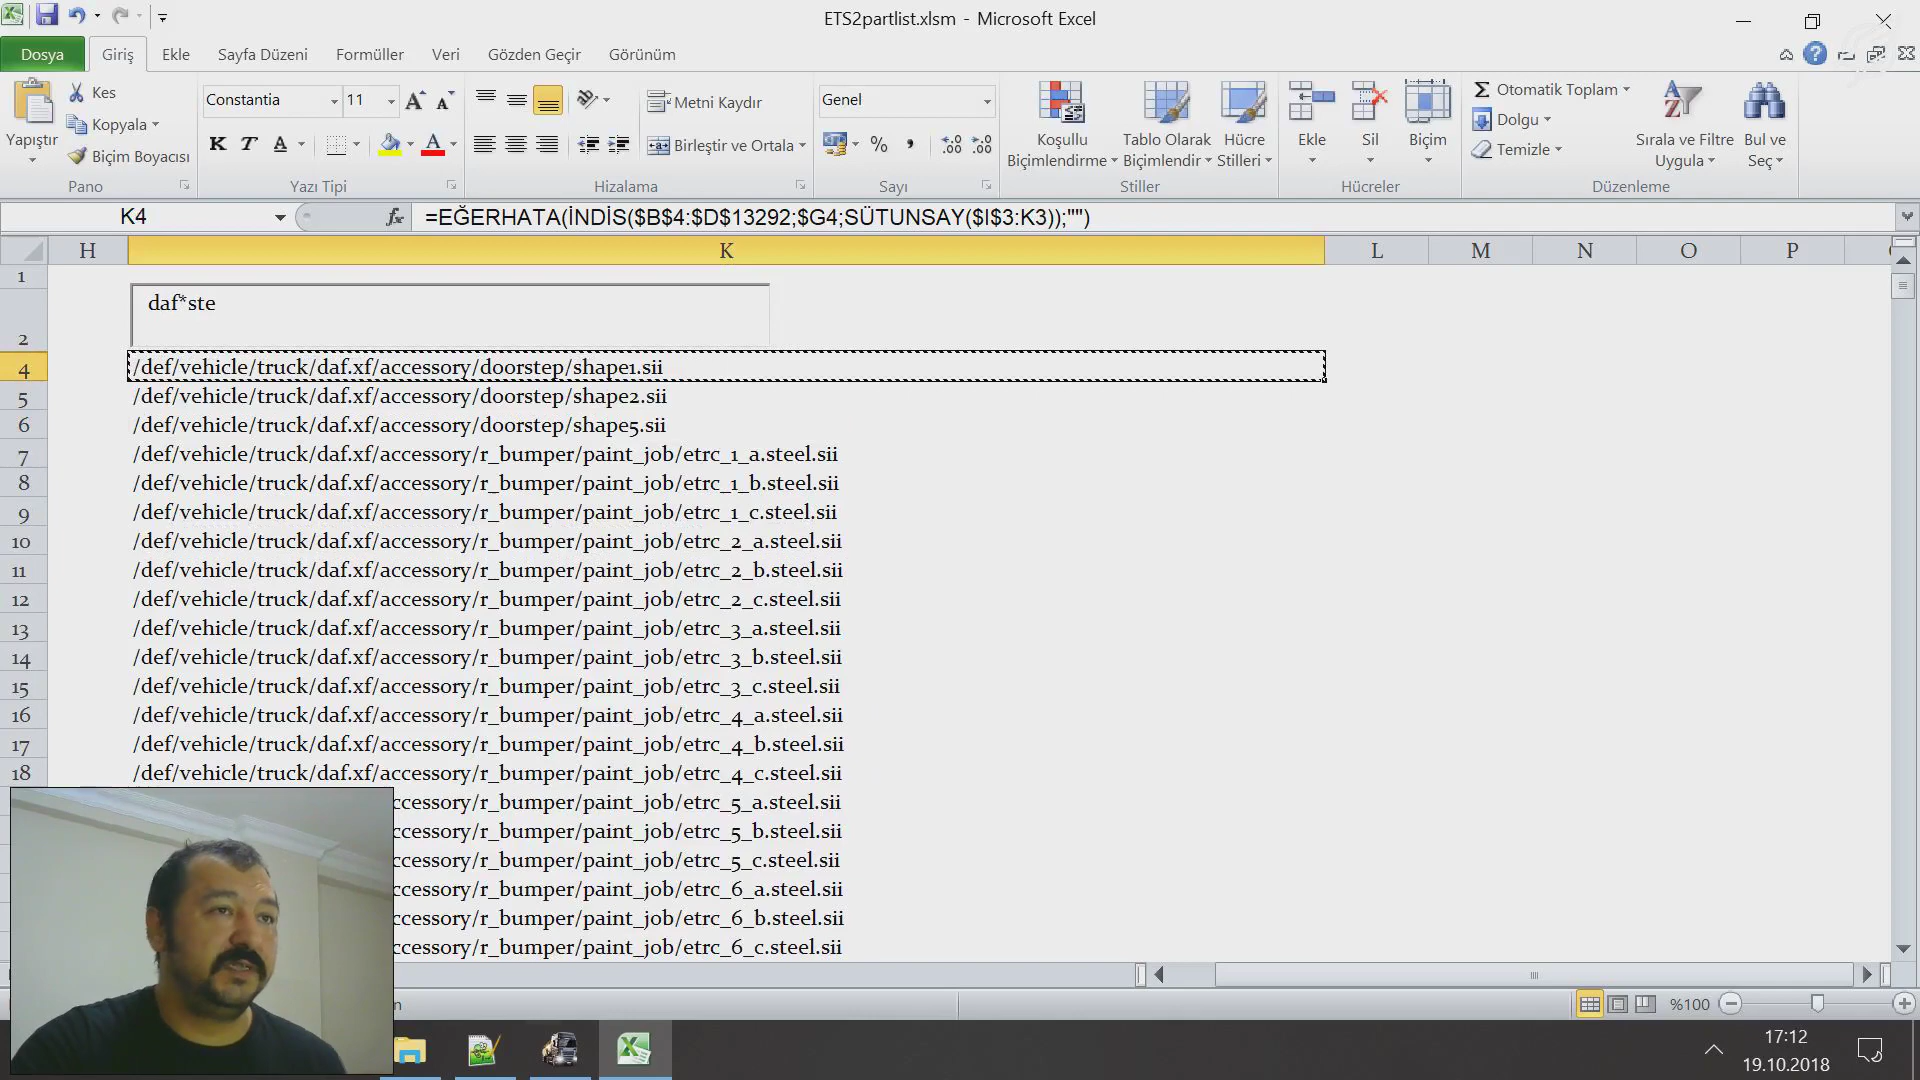 ETS2partlist.xlsm - Microsoft Excel
Dosya Giriş Ekle Sayfa Düzeni Formüller Veri Gözden Geçir Görünüm
Yapıştır
Kes
Kopyala
Biçim Boyacısı
Pano
Constantia 11
K T A
Yazı Tipi
Metni Kaydır
Birleştir ve Ortala
Hizalama
Genel
%
Sayı
Koşullu Biçimlendirme
Tablo Olarak Biçimlendir
Hücre Stilleri
Stiller
Ekle
Sil
Biçim
Hücreler
Σ Otomatik Toplam
Dolgu
Temizle
Sırala ve Filtre Uygula
Bul ve Seç
Düzenleme
K4 fx =EĞERHATA(İNDİS($B$4:$D$13292;$G4;SÜTUNSAY($I$3:K3));"")
H K L M N O P
1
2 daf*ste
4 /def/vehicle/truck/daf.xf/accessory/doorstep/shape1.sii
5 /def/vehicle/truck/daf.xf/accessory/doorstep/shape2.sii
6 /def/vehicle/truck/daf.xf/accessory/doorstep/shape5.sii
7 /def/vehicle/truck/daf.xf/accessory/r_bumper/paint_job/etrc_1_a.steel.sii
8 /def/vehicle/truck/daf.xf/accessory/r_bumper/paint_job/etrc_1_b.steel.sii
9 /def/vehicle/truck/daf.xf/accessory/r_bumper/paint_job/etrc_1_c.steel.sii
10 /def/vehicle/truck/daf.xf/accessory/r_bumper/paint_job/etrc_2_a.steel.sii
11 /def/vehicle/truck/daf.xf/accessory/r_bumper/paint_job/etrc_2_b.steel.sii
12 /def/vehicle/truck/daf.xf/accessory/r_bumper/paint_job/etrc_2_c.steel.sii
13 /def/vehicle/truck/daf.xf/accessory/r_bumper/paint_job/etrc_3_a.steel.sii
14 /def/vehicle/truck/daf.xf/accessory/r_bumper/paint_job/etrc_3_b.steel.sii
15 /def/vehicle/truck/daf.xf/accessory/r_bumper/paint_job/etrc_3_c.steel.sii
16 /def/vehicle/truck/daf.xf/accessory/r_bumper/paint_job/etrc_4_a.steel.sii
17 /def/vehicle/truck/daf.xf/accessory/r_bumper/paint_job/etrc_4_b.steel.sii
18 /def/vehicle/truck/daf.xf/accessory/r_bumper/paint_job/etrc_4_c.steel.sii
ccessory/r_bumper/paint_job/etrc_5_a.steel.sii
ccessory/r_bumper/paint_job/etrc_5_b.steel.sii
ccessory/r_bumper/paint_job/etrc_5_c.steel.sii
ccessory/r_bumper/paint_job/etrc_6_a.steel.sii
ccessory/r_bumper/paint_job/etrc_6_b.steel.sii
ccessory/r_bumper/paint_job/etrc_6_c.steel.sii
%100
17:12
19.10.2018